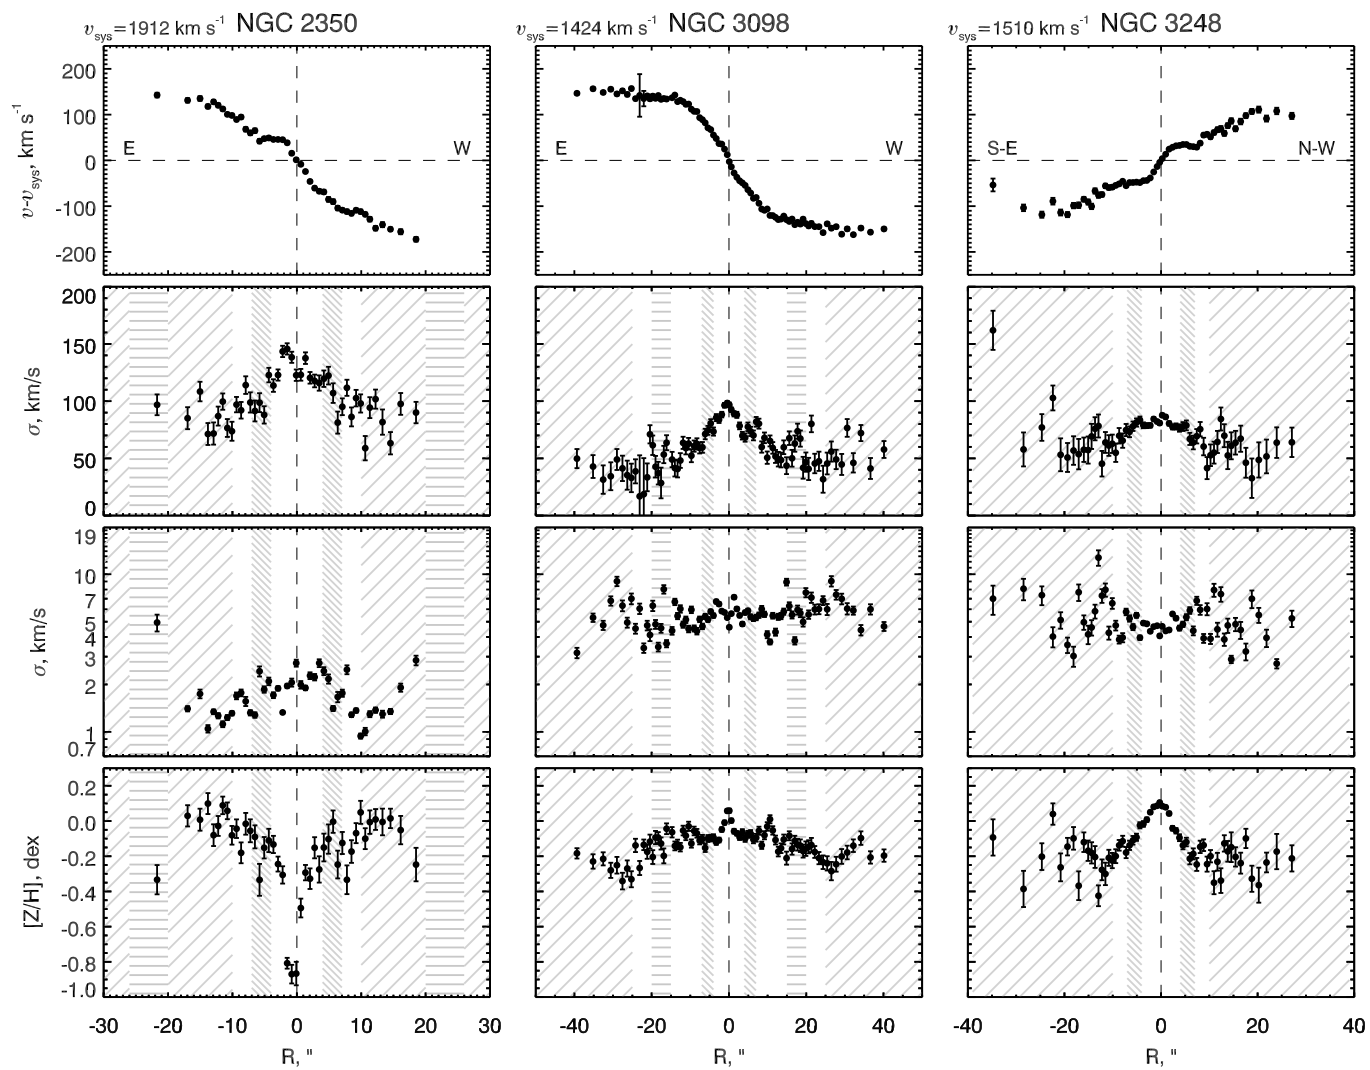 v_sys=1912 km s⁻¹ NGC 2350
v_sys=1424 km s⁻¹ NGC 3098
v_sys=1510 km s⁻¹ NGC 3248
v-v_sys, km s⁻¹
200
100
0
-100
-200
E W
E W
S-E N-W
σ, km/s
200
150
100
50
0
σ, km/s
19
10
7
5
4
3
2
1
0.7
[Z/H], dex
0.2
0.0
-0.2
-0.4
-0.6
-0.8
-1.0
-30 -20 -10 0 10 20 30
-40 -20 0 20 40
-40 -20 0 20 40
R, " R, " R, "